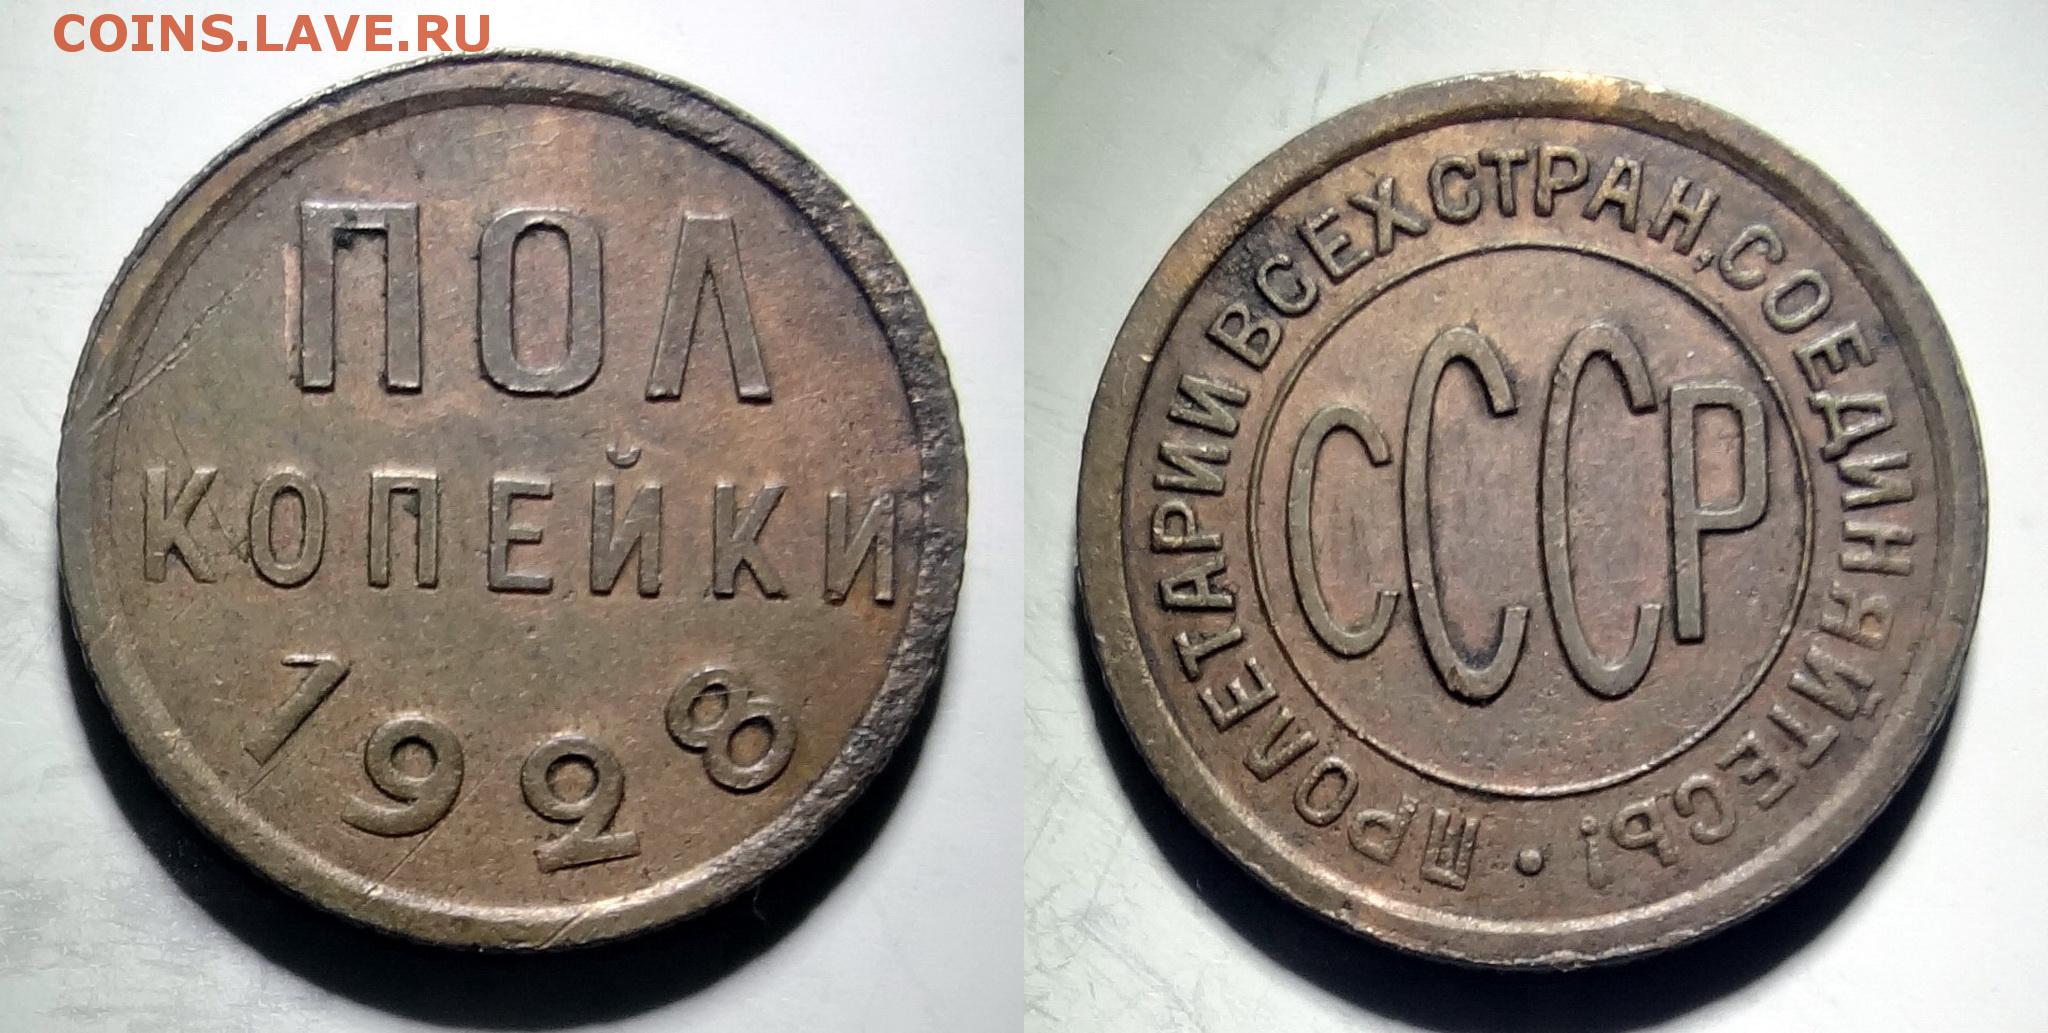 COINS.LAVE.RU
ПОЛ
КОПЕЙКИ
1928
ПРОЛЕТАРИИ ВСЕХ СТРАН, СОЕДИНЯЙТЕСЬ! •
СССР